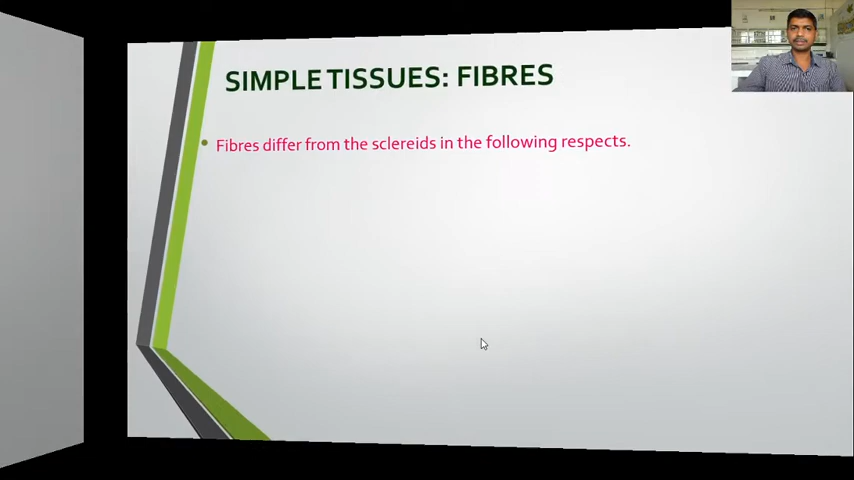 SIMPLE TISSUES: FIBRES
Fibres differ from the sclereids in the following respects.